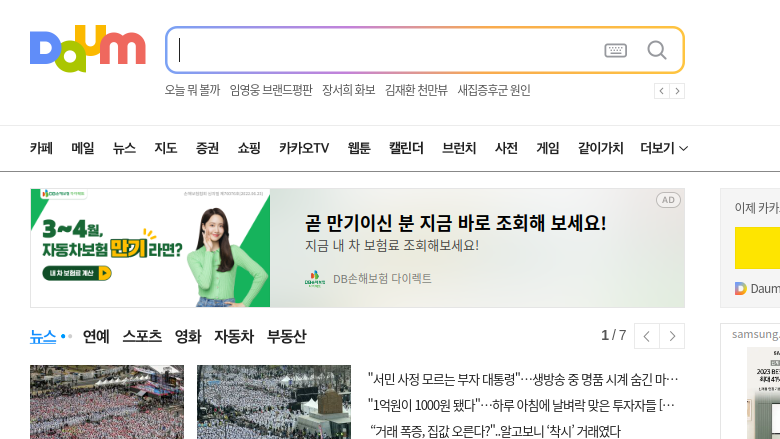 Daum
오늘 뭐 볼까 임영웅 브랜드평판 장서희 화보 김재환 천만뷰 새집증후군 원인
카페 메일 뉴스 지도 증권 쇼핑 카카오TV 웹툰 캘린더 브런치 사전 게임 같이가치 더보기
DB손해보험 다이렉트
3~4월,
자동차보험 만기 라면?
내 차 보험료 계산
곧 만기이신 분 지금 바로 조회해 보세요!
지금 내 차 보험료 조회해보세요!
DB손해보험 다이렉트
AD
이제 카카
Daum
뉴스 연예 스포츠 영화 자동차 부동산
1 / 7
samsung.
"서민 사정 모르는 부자 대통령"…생방송 중 명품 시계 숨긴 마…
"1억원이 1000원 됐다"…하루 아침에 날벼락 맞은 투자자들 […
“거래 폭증, 집값 오른다?"..알고보니 ‘착시’ 거래였다
2023 BE
최대 41%